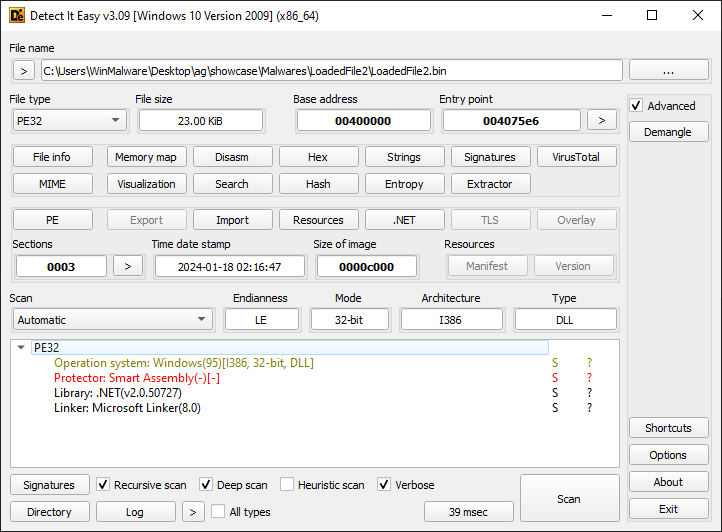 Detect It Easy v3.09 [Windows 10 Version 2009] (x86_64)
File name
> C:\Users\WinMalware\Desktop\ag\showcase\Malwares\LoadedFile2\LoadedFile2.bin ...
File type File size Base address Entry point Advanced
PE32 23.00 KiB 00400000 004075e6 > Demangle
File info Memory map Disasm Hex Strings Signatures VirusTotal
MIME Visualization Search Hash Entropy Extractor
PE Export Import Resources .NET TLS Overlay
Sections Time date stamp Size of image Resources
0003 > 2024-01-18 02:16:47 0000c000 Manifest Version
Scan Endianness Mode Architecture Type
Automatic LE 32-bit I386 DLL
PE32
Operation system: Windows(95)[I386, 32-bit, DLL] S ?
Protector: Smart Assembly(-)[-] S ?
Library: .NET(v2.0.50727) S ?
Linker: Microsoft Linker(8.0) S ?
Shortcuts
Options
Signatures Recursive scan Deep scan Heuristic scan Verbose Scan About
Directory Log > All types 39 msec Exit